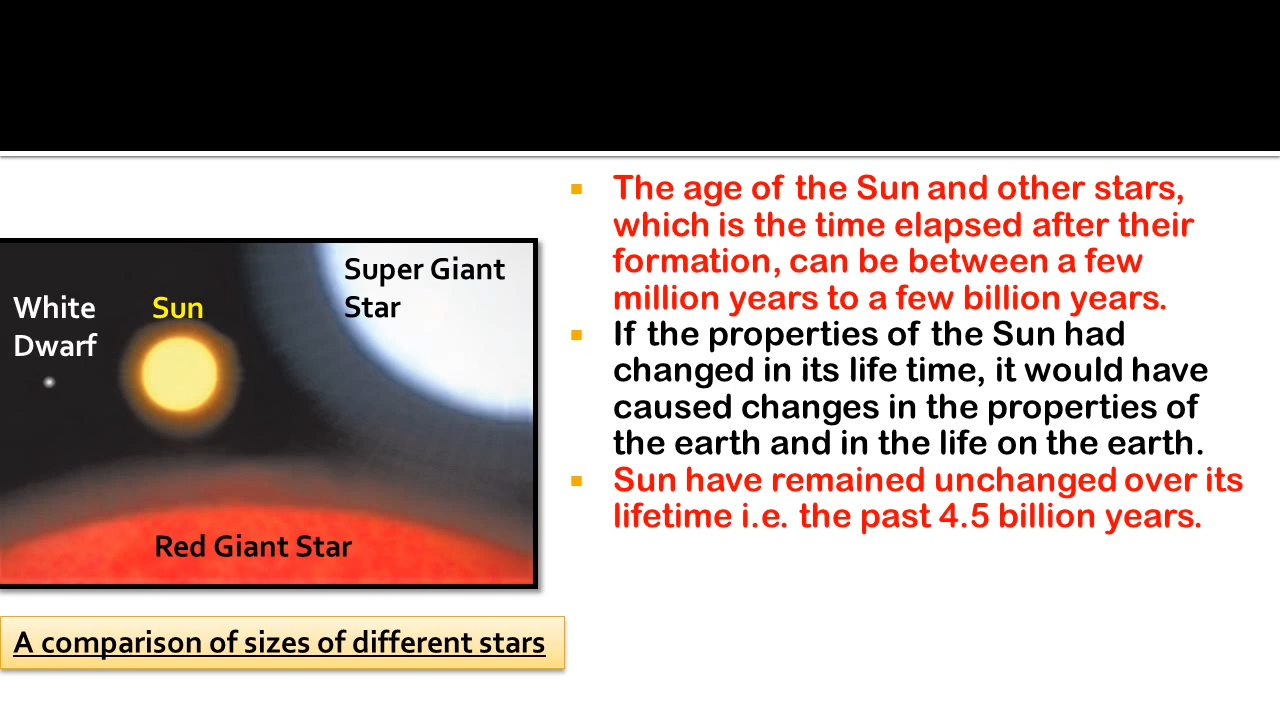 Super Giant
Star
White
Dwarf
Sun
Red Giant Star
A comparison of sizes of different stars
The age of the Sun and other stars,
which is the time elapsed after their
formation, can be between a few
million years to a few billion years.
If the properties of the Sun had
changed in its life time, it would have
caused changes in the properties of
the earth and in the life on the earth.
Sun have remained unchanged over its
lifetime i.e. the past 4.5 billion years.